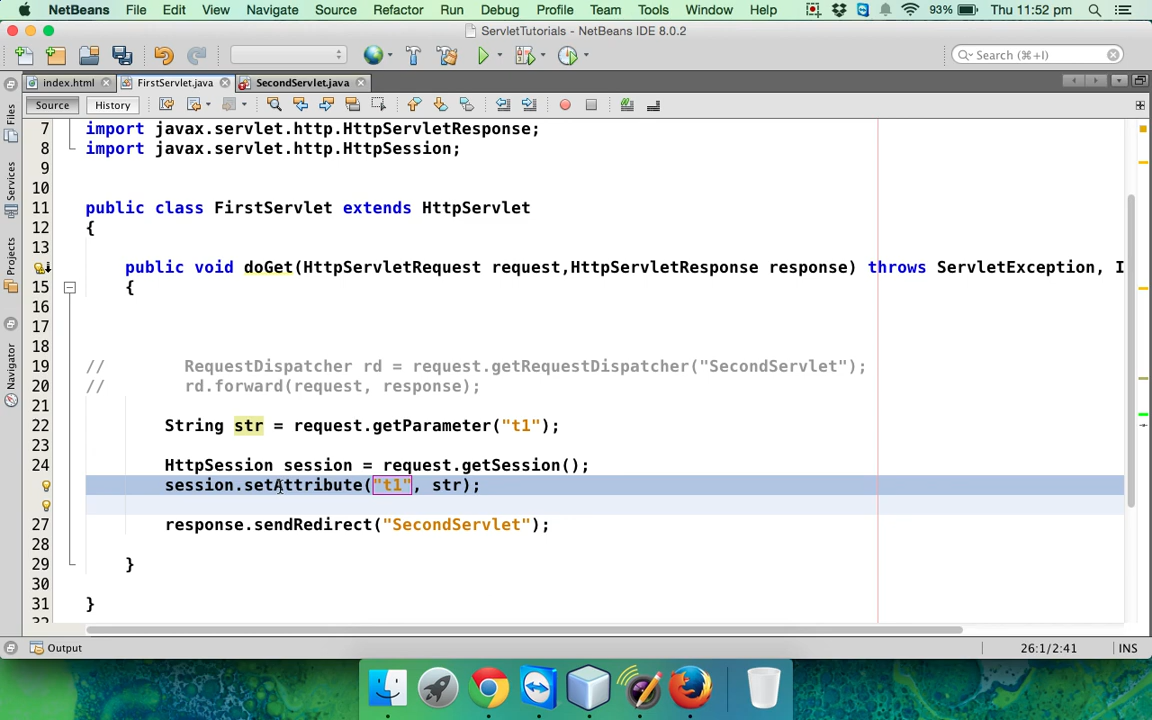 NetBeans File Edit View Navigate Source Refactor Run Debug Profile Team Tools Window Help 93% Thu 11:52 pm
ServletTutorials - NetBeans IDE 8.0.2
Search (⌘+I)
index.html FirstServlet.java SecondServlet.java
Source History
Files
Services
Projects
Navigator
7 import javax.servlet.http.HttpServletResponse;
8 import javax.servlet.http.HttpSession;
9
10
11 public class FirstServlet extends HttpServlet
12 {
13
public void doGet(HttpServletRequest request,HttpServletResponse response) throws ServletException, I
15 {
16
17
18
19 // RequestDispatcher rd = request.getRequestDispatcher("SecondServlet");
20 // rd.forward(request, response);
21
22 String str = request.getParameter("t1");
23
24 HttpSession session = request.getSession();
session.setAttribute("t1", str);
27 response.sendRedirect("SecondServlet");
28
29 }
30
31 }
32
Output 26:1/2:41 INS